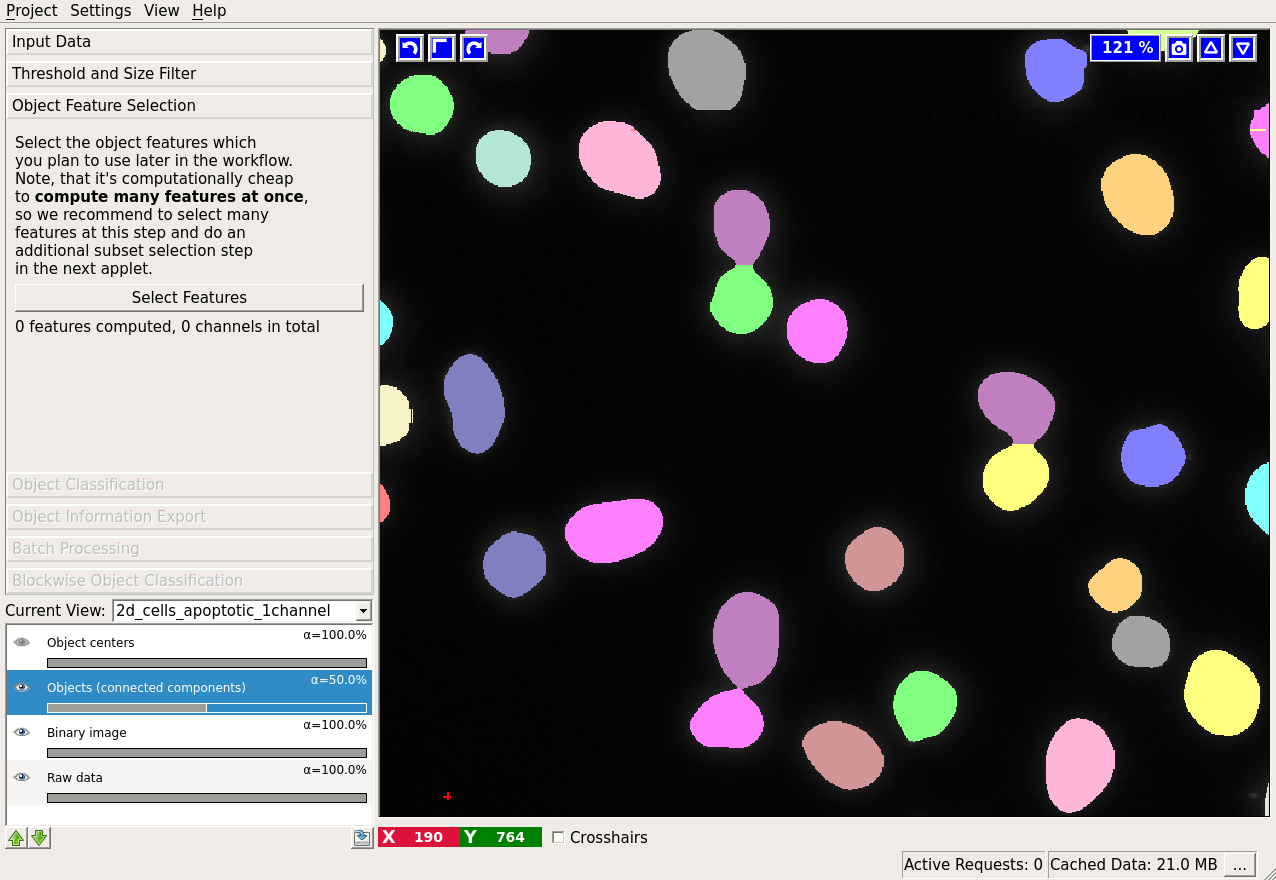 Project Settings View Help
Input Data
Threshold and Size Filter
Object Feature Selection
Select the object features which
you plan to use later in the workflow.
Note, that it's computationally cheap
to compute many features at once,
so we recommend to select many
features at this step and do an
additional subset selection step
in the next applet.
Select Features
0 features computed, 0 channels in total
Object Classification
Object Information Export
Batch Processing
Blockwise Object Classification
Current View: 2d_cells_apoptotic_1channel
Object centers α=100.0%
Objects (connected components) α=50.0%
Binary image α=100.0%
Raw data α=100.0%
121 %
X 190 Y 764 Crosshairs
Active Requests: 0 Cached Data: 21.0 MB ...